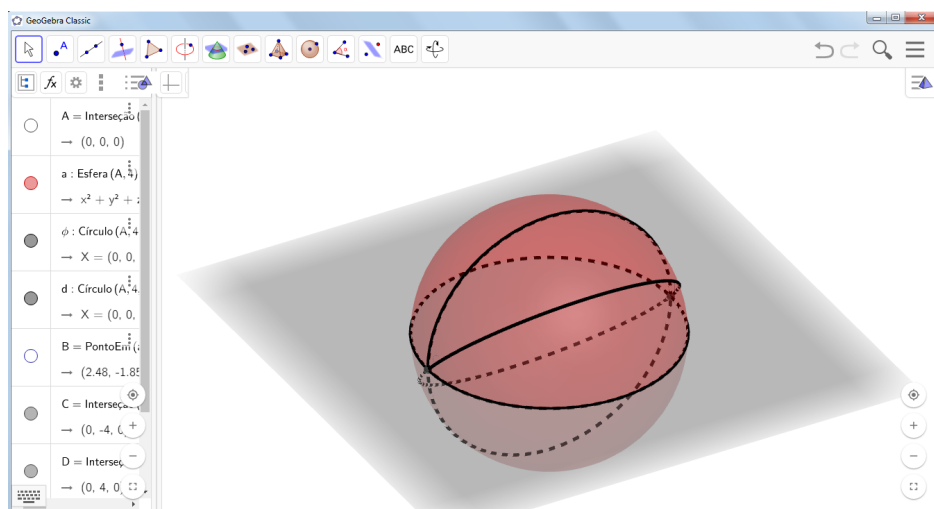 GeoGebra Classic
ABC
fx
A = Interseção (
→ (0, 0, 0)
a : Esfera (A, 4)
→ x² + y² + z
ϕ : Círculo (A, 4
→ X = (0, 0,
d : Círculo (A, 4.
→ X = (0, 0,
B = PontoEm (
→ (2.48, -1.85
C = Interseç
→ (0, -4, 0
D = Interseç
→ (0, 4, 0)